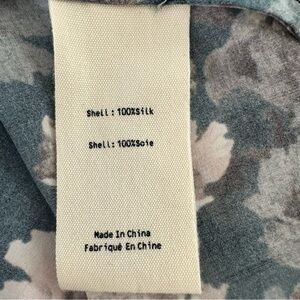 Shell: 100%Silk
Shell: 100%Soie
Made In China
Fabriqué En Chine